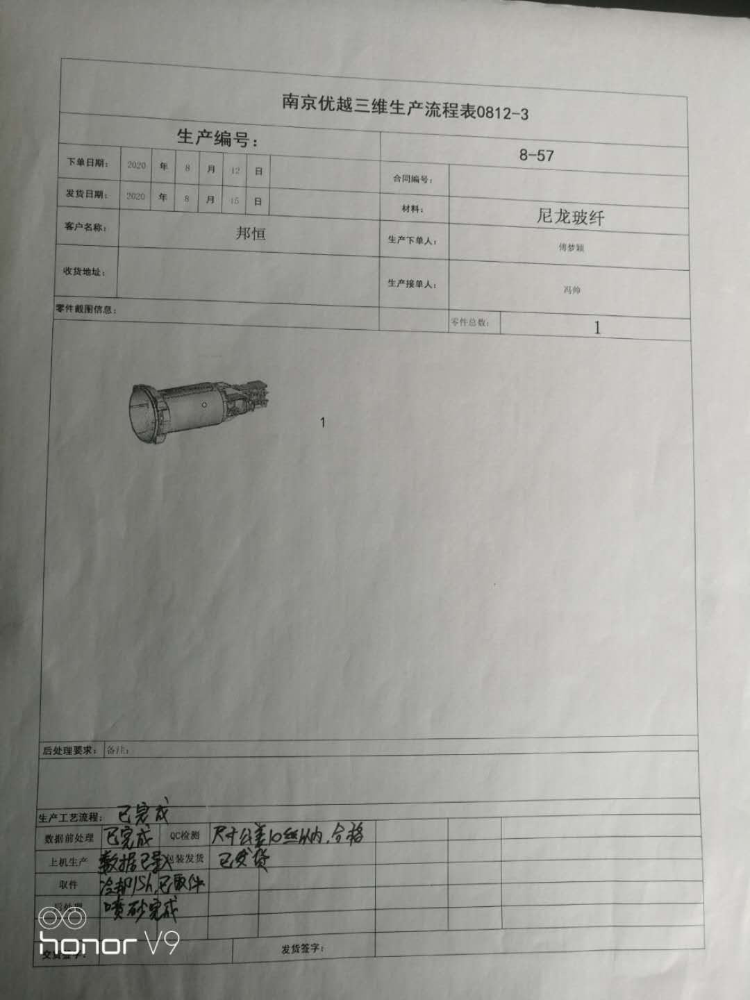 南京优越三维生产流程表0812-3
生产编号： 8-57
下单日期： 2020 年 8 月 12 日 合同编号：
发货日期： 2020 年 8 月 15 日 材料： 尼龙玻纤
客户名称： 邦恒 生产下单人： 傅梦颖
收货地址： 生产接单人： 冯帅
零件截图信息： 零件总数： 1
1
后处理要求： 备注：
生产工艺流程： 已完成
数据前处理 已完成 QC检测 尺寸公差10丝以内，合格
上机生产 数据已 包装发货 已发货
取件 冷却15h，已取件
后处理 喷砂完成
交货签字： 发货签字：
honor V9